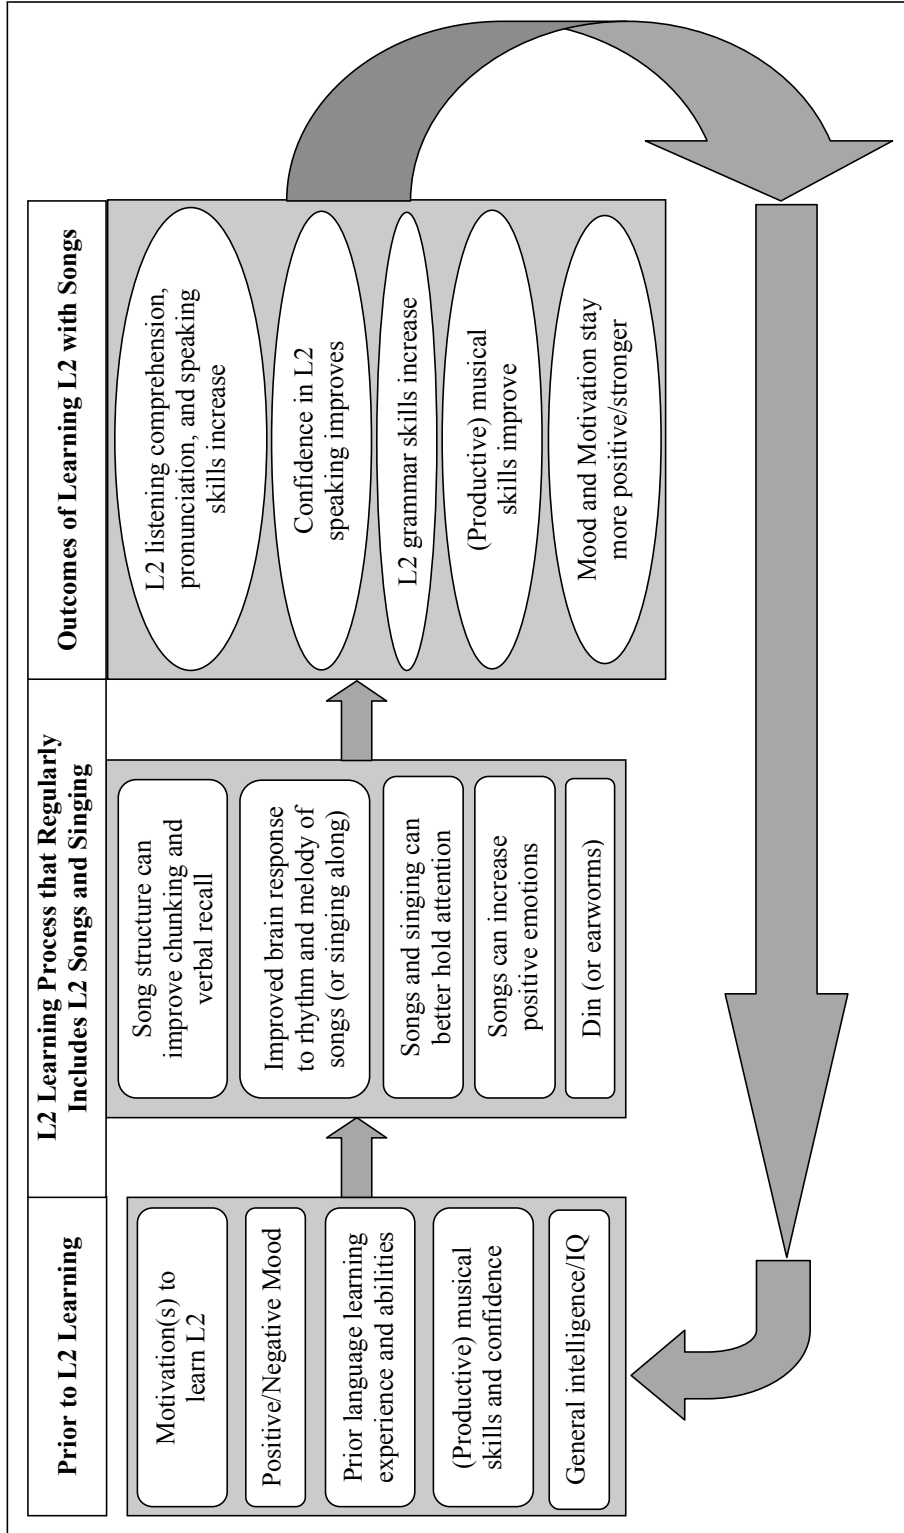 Prior to L2 Learning
Motivation(s) to
learn L2
Positive/Negative Mood
Prior language learning
experience and abilities
(Productive) musical
skills and confidence
General intelligence/IQ
L2 Learning Process that Regularly
Includes L2 Songs and Singing
Song structure can
improve chunking and
verbal recall
Improved brain response
to rhythm and melody of
songs (or singing along)
Songs and singing can
better hold attention
Songs can increase
positive emotions
Din (or earworms)
Outcomes of Learning L2 with Songs
L2 listening comprehension,
pronunciation, and speaking
skills increase
Confidence in L2
speaking improves
L2 grammar skills increase
(Productive) musical
skills improve
Mood and Motivation stay
more positive/stronger